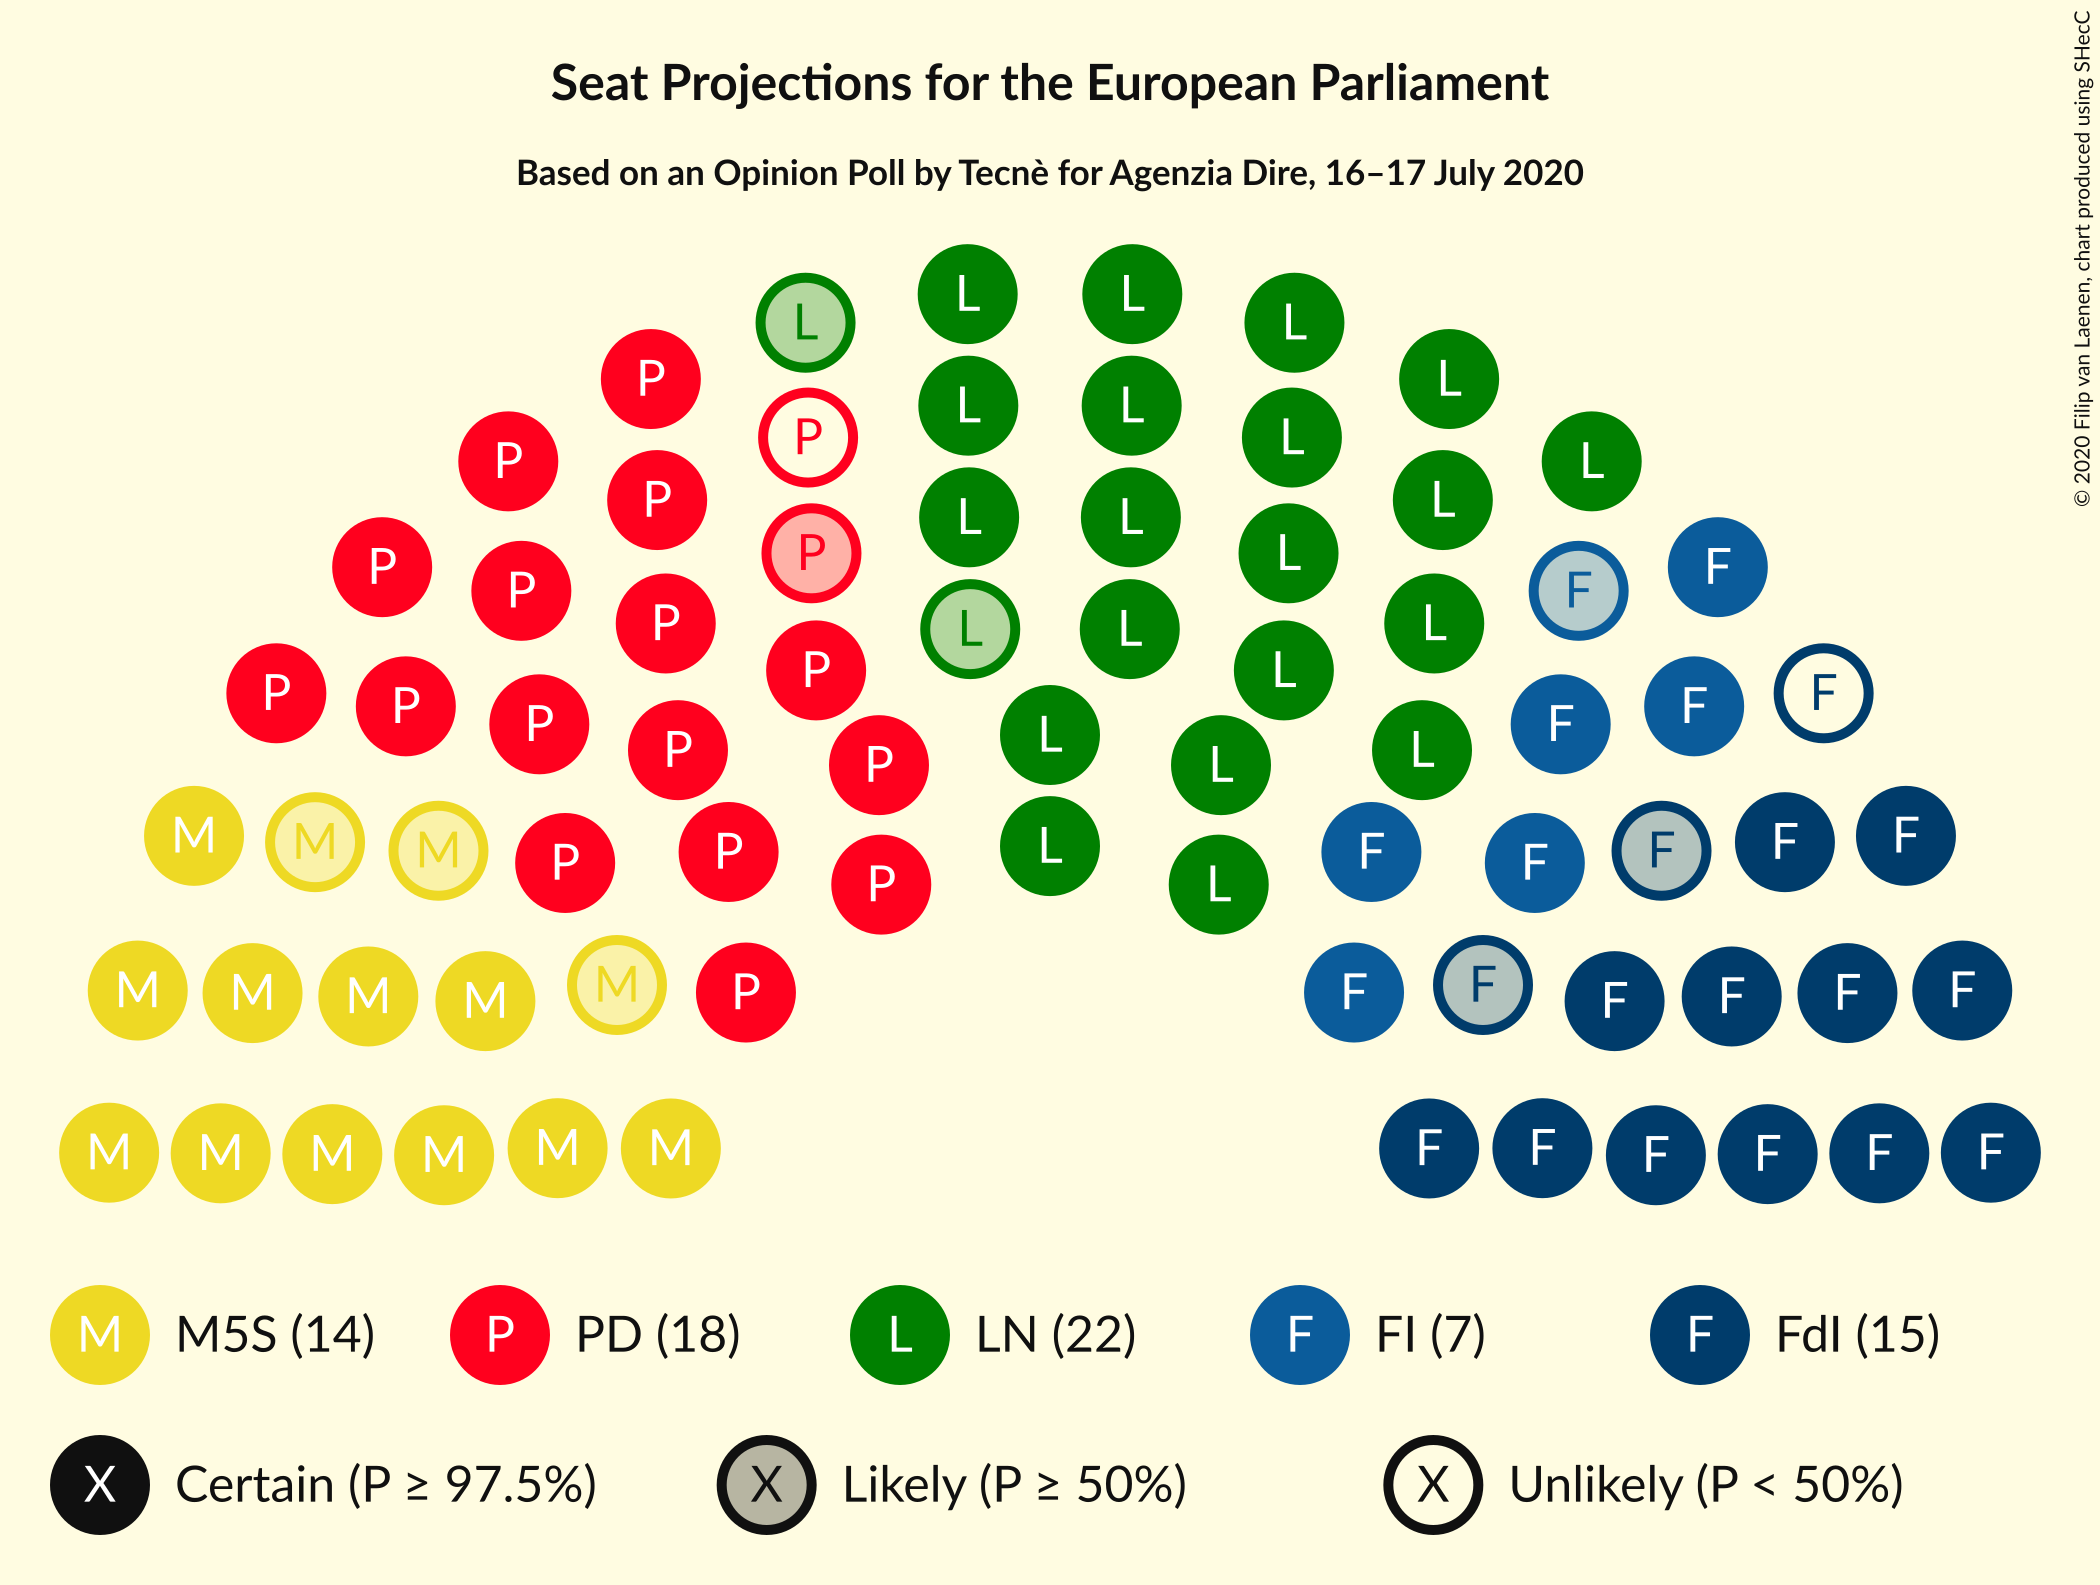 Seat Projections for the European Parliament
Based on an Opinion Poll by Tecnè for Agenzia Dire, 16–17 July 2020
© 2020 Filip van Laenen, chart produced using SHecC
L L
L L
P L
L L
P P L L
P L
P P L L
L L
P L
P P F F
P L
L
P P L L
P P L F F F
P P L L F
P L
M M M P P L F F F F F
P L
M M M M M P F F F F F F
M M M M M M F F F F F F
M M5S (14) P PD (18) L LN (22) F FI (7) F FdI (15)
X Certain (P ≥ 97.5%) X Likely (P ≥ 50%) X Unlikely (P < 50%)